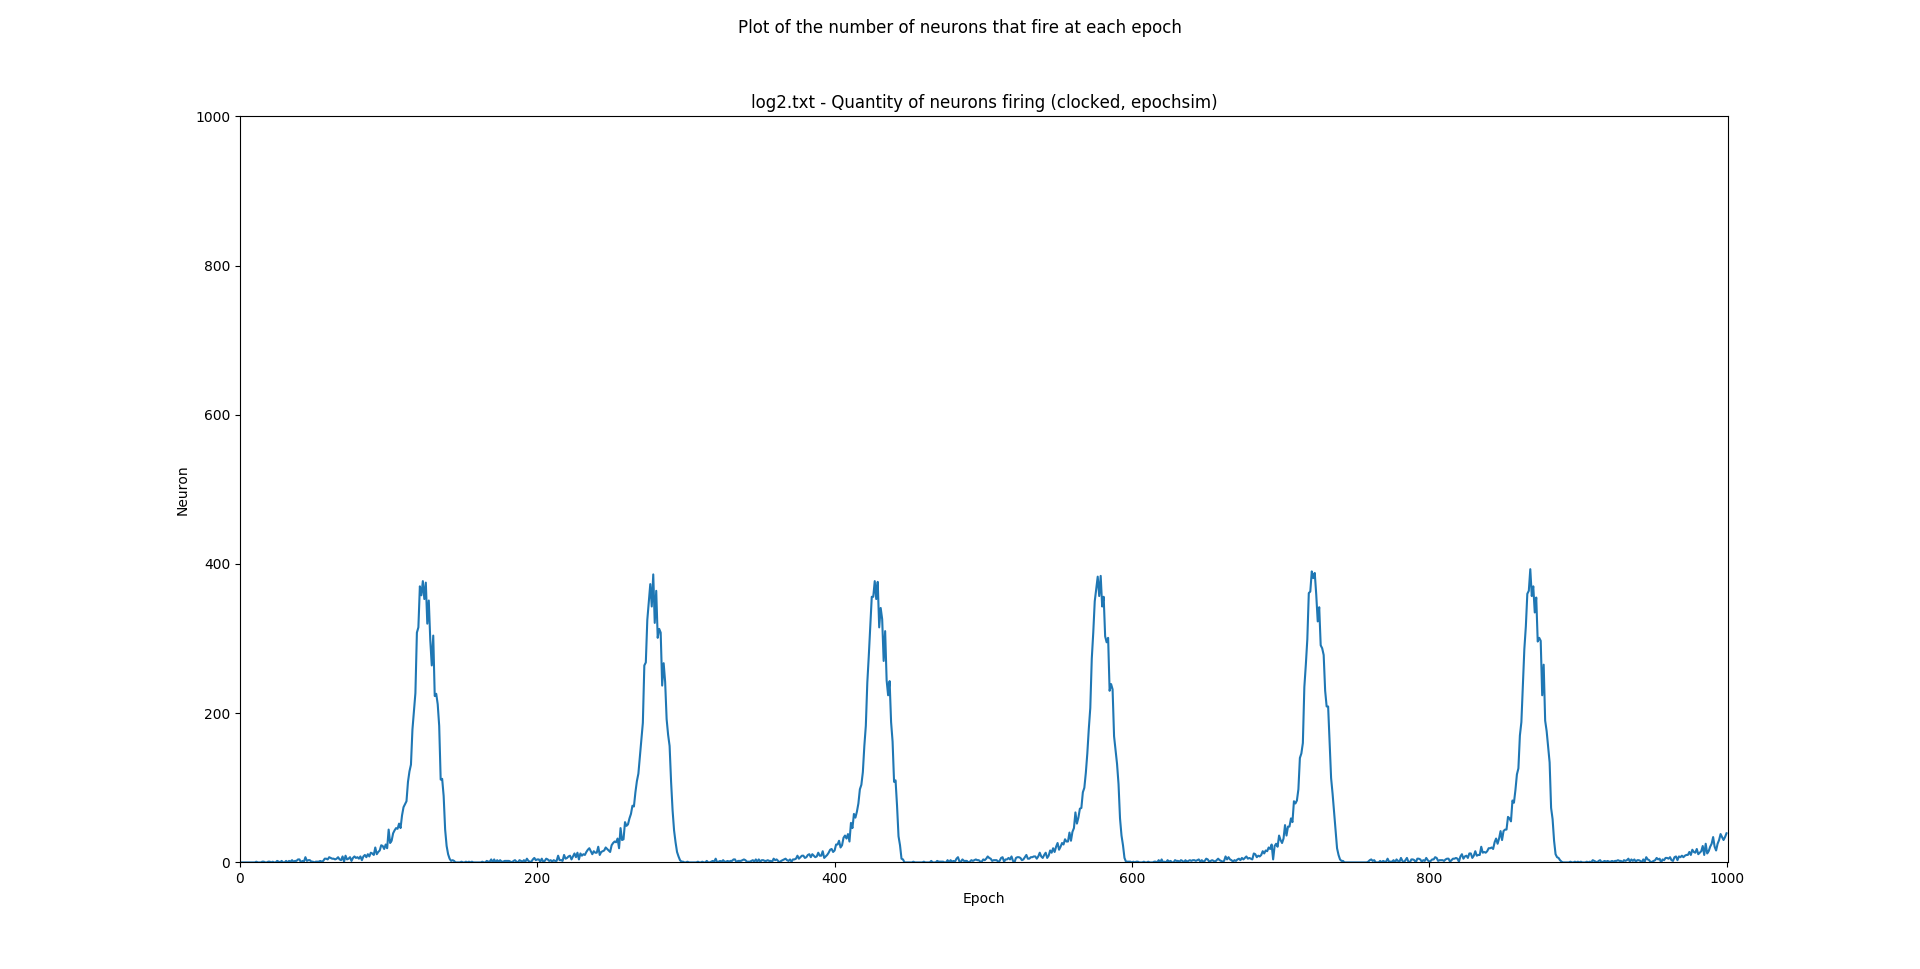 Plot of the number of neurons that fire at each epoch
log2.txt - Quantity of neurons firing (clocked, epochsim)
1000
800
600
400
200
0
Neuron
0 200 400 600 800 1000
Epoch